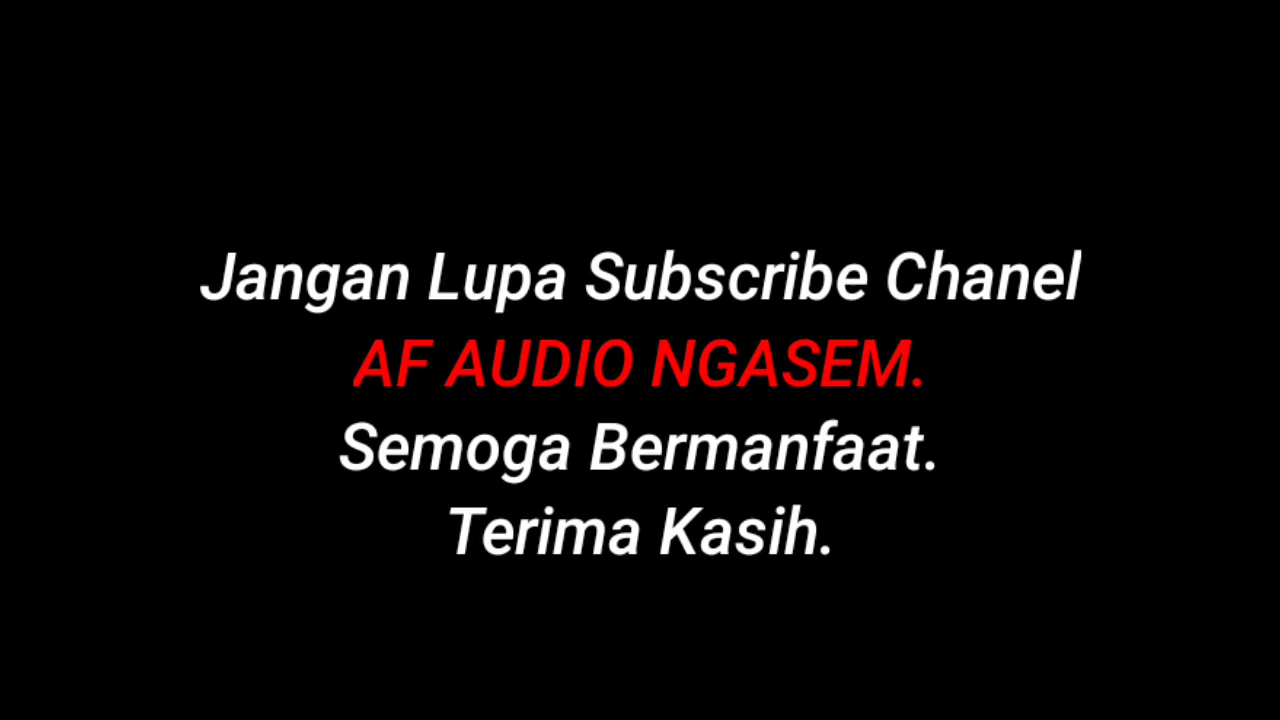 Jangan Lupa Subscribe Chanel
AF AUDIO NGASEM.
Semoga Bermanfaat.
Terima Kasih.